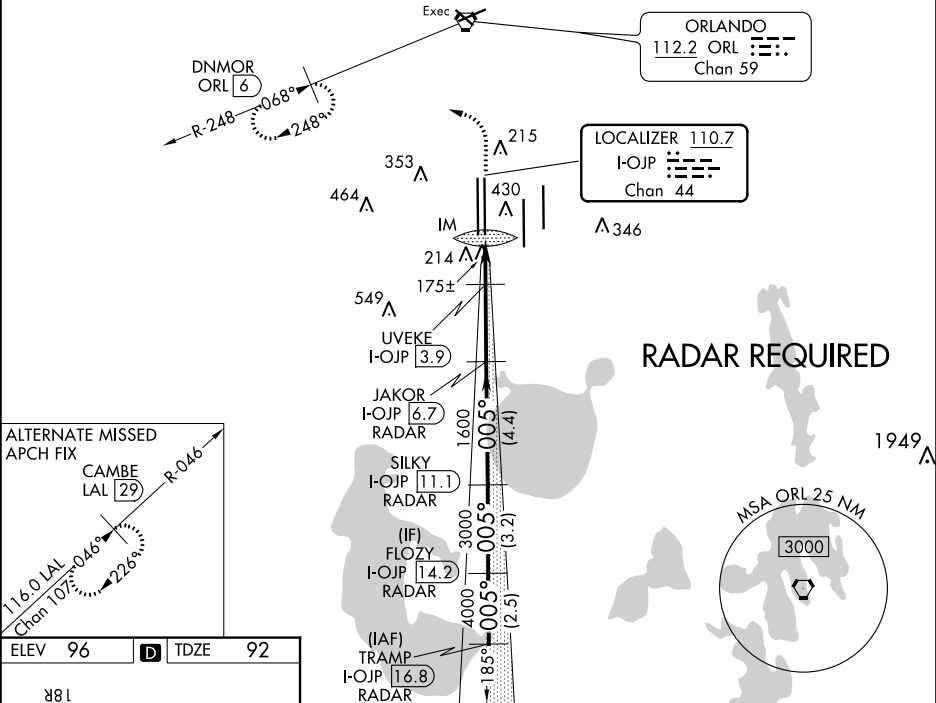 Exec
ORLANDO
112.2 ORL
Chan 59
DNMOR
ORL 6
R-248
068°
248°
LOCALIZER 110.7
I-OJP
Chan 44
215
353
464
430
346
IM
214
175±
549
UVEKE
I-OJP 3.9
RADAR REQUIRED
JAKOR
I-OJP 6.7
RADAR
1600
005°
(4.4)
SILKY
I-OJP 11.1
RADAR
3000
005°
(3.2)
(IF)
FLOZY
I-OJP 14.2
RADAR
4000
005°
(2.5)
(IAF)
TRAMP
I-OJP 16.8
RADAR
185°
1949
MSA ORL 25 NM
3000
ALTERNATE MISSED
APCH FIX
CAMBE
LAL 29
R-046
046°
226°
116.0 LAL
Chan 107
ELEV 96 D TDZE 92
18R